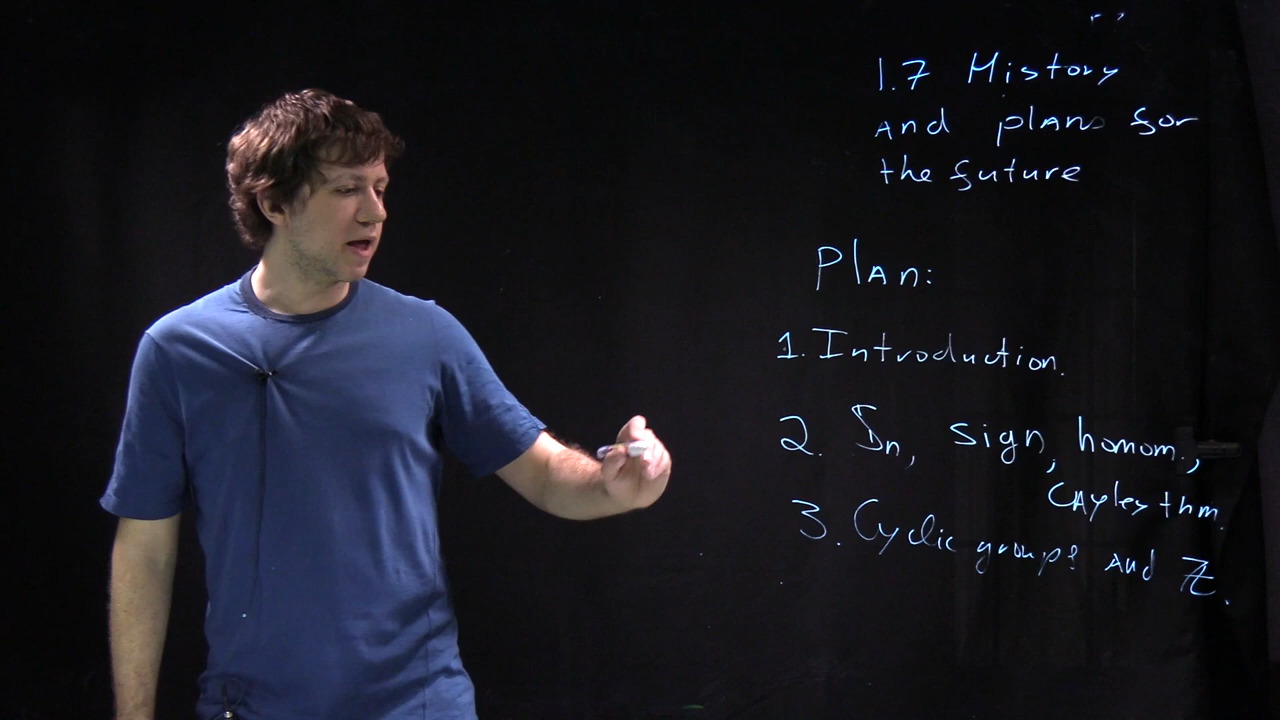 1.7 History
and plans for
the future
Plan:
1. Introduction.
2. Sn, sign, homom.,
Cayley thm.
3. Cyclic groups and ℤ.